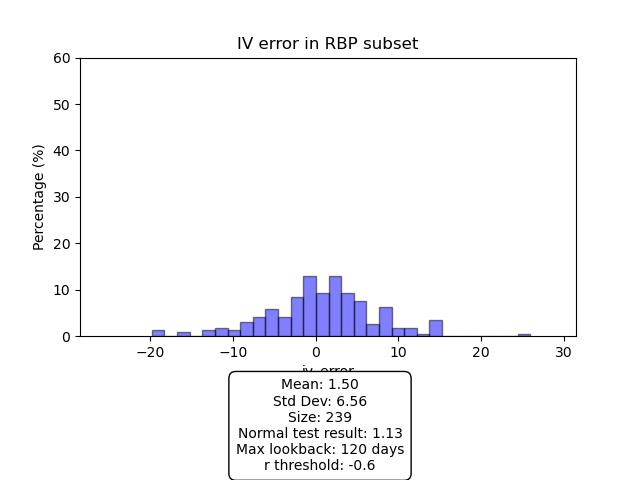 IV error in RBP subset
60
50
40
30
20
10
0
Percentage (%)
−20 −10 0 10 20 30
iv_error
Mean: 1.50
Std Dev: 6.56
Size: 239
Normal test result: 1.13
Max lookback: 120 days
r threshold: -0.6